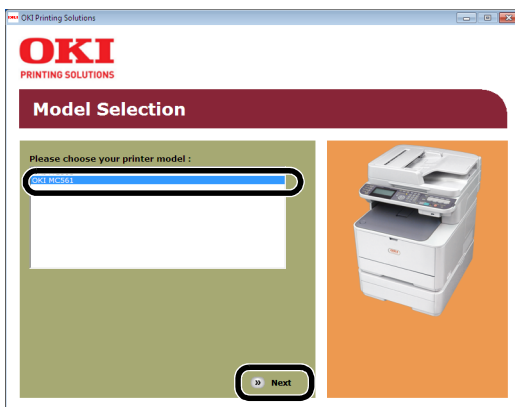 OKI Printing Solutions
OKI
PRINTING SOLUTIONS
Model Selection
Please choose your printer model :
OKI MC561
Next